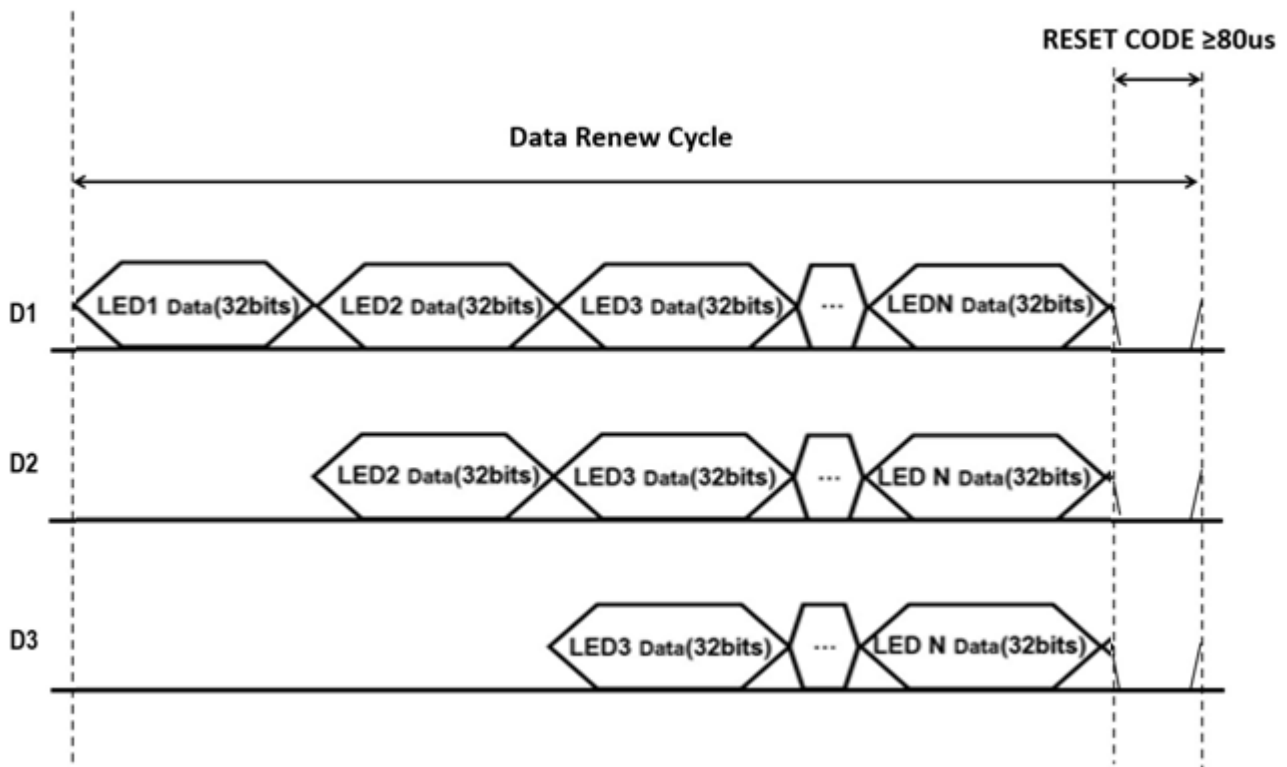 RESET CODE ≥80us
Data Renew Cycle
D1 LED1 Data(32bits) LED2 Data(32bits) LED3 Data(32bits) ... LEDN Data(32bits)
D2 LED2 Data(32bits) LED3 Data(32bits) ... LED N Data(32bits)
D3 LED3 Data(32bits) ... LED N Data(32bits)